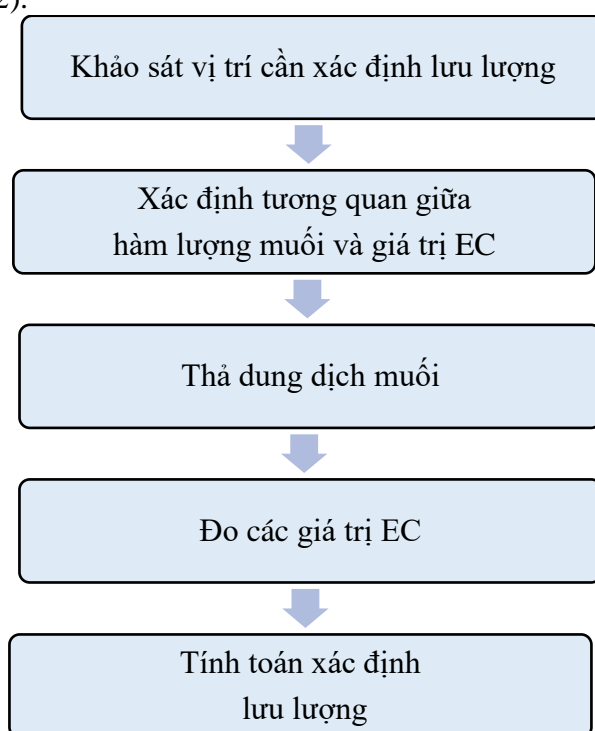 2).
Khảo sát vị trí cần xác định lưu lượng
Xác định tương quan giữa
hàm lượng muối và giá trị EC
Thả dung dịch muối
Đo các giá trị EC
Tính toán xác định
lưu lượng